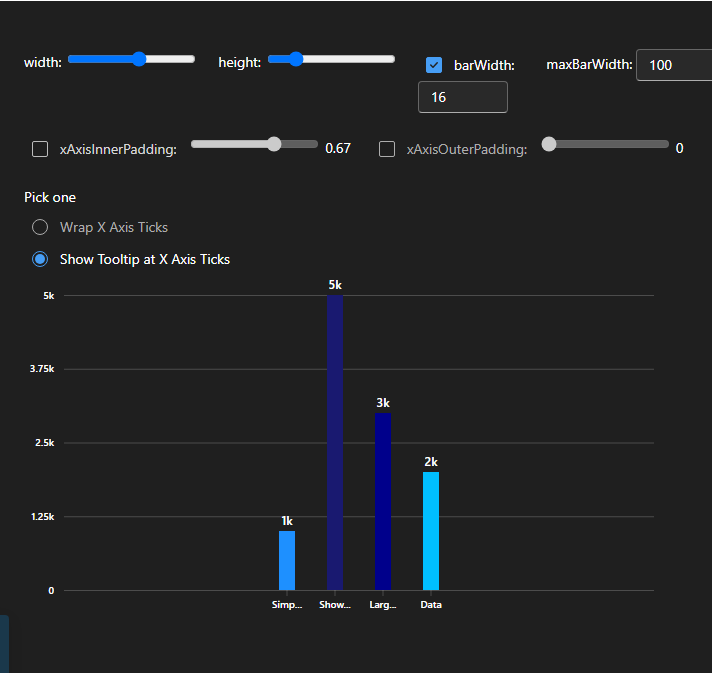 width: height: barWidth: maxBarWidth: 100
16
xAxisInnerPadding: 0.67 xAxisOuterPadding: 0
Pick one
Wrap X Axis Ticks
Show Tooltip at X Axis Ticks
5k
5k
3.75k
3k
2.5k
2k
1.25k
1k
0
Simp... Show... Larg... Data